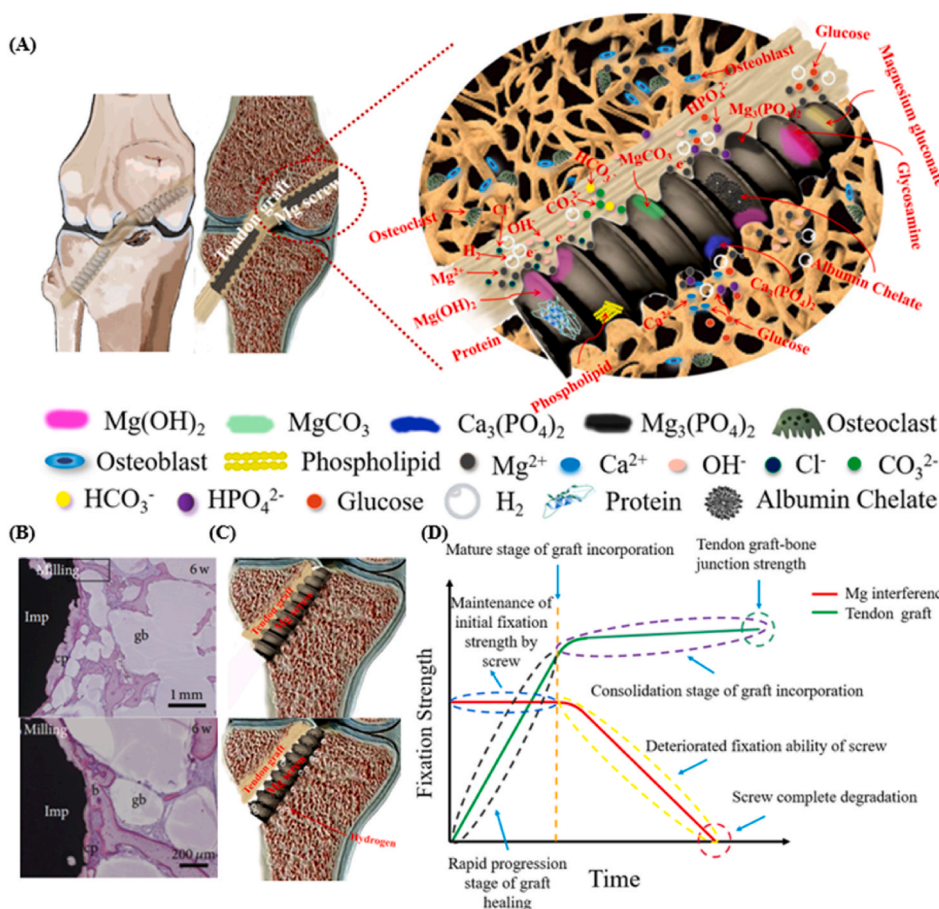 (A)
Tendon graft
Mg screw
Glucose
Osteoblast
HPO₄²⁻
Mg₃(PO₄)₂
Magnesium gluconate
MgCO₃
HCO₃⁻
CO₃²⁻
Glycosamine
Cl⁻
OH⁻
e⁻
e⁻
Osteoclast
H₂
Mg²⁺
Mg(OH)₂
Albumin Chelate
Ca₃(PO₄)₂
Ca²⁺
Glucose
Protein
Phospholipid
Mg(OH)₂ MgCO₃ Ca₃(PO₄)₂ Mg₃(PO₄)₂ Osteoclast
Osteoblast Phospholipid Mg²⁺ Ca²⁺ OH⁻ Cl⁻ CO₃²⁻
HCO₃⁻ HPO₄²⁻ Glucose H₂ Protein Albumin Chelate
(B)
Milling
6 w
Imp
gb
cp
1 mm
Milling
6 w
b
Imp
gb
cp
200 μm
(C)
Tendon graft
Tendon graft
Hydrogen
(D)
Mature stage of graft incorporation
Tendon graft-bone
junction strength
Mg interferenc
Tendon graft
Maintenance of
initial fixation
strength by
screw
Consolidation stage of graft incorporation
Deteriorated fixation ability of screw
Screw complete degradation
Rapid progression
stage of graft
healing
Fixation Strength
Time